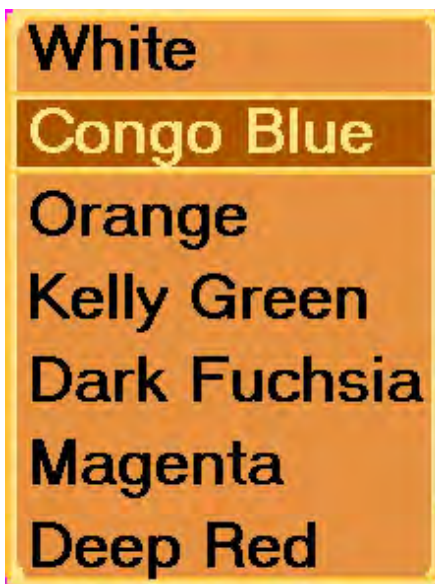 White
Congo Blue
Orange
Kelly Green
Dark Fuchsia
Magenta
Deep Red